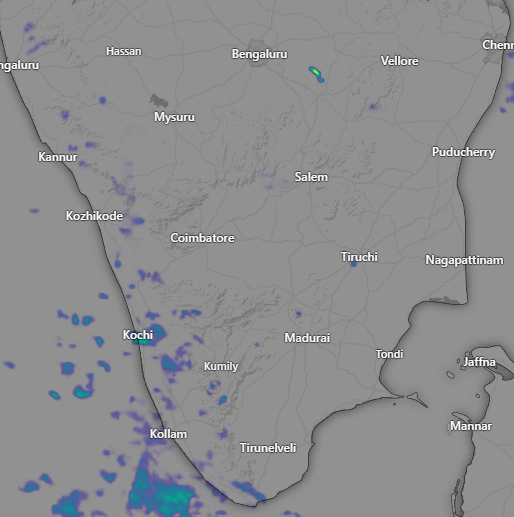 Hassan
Bengaluru
Chenn
ngaluru
Vellore
Mysuru
Kannur
Puducherry
Salem
Kozhikode
Coimbatore
Tiruchi
Nagapattinam
Kochi
Madurai
Tondi
Kumily
Jaffna
Kollam
Mannar
Tirunelveli